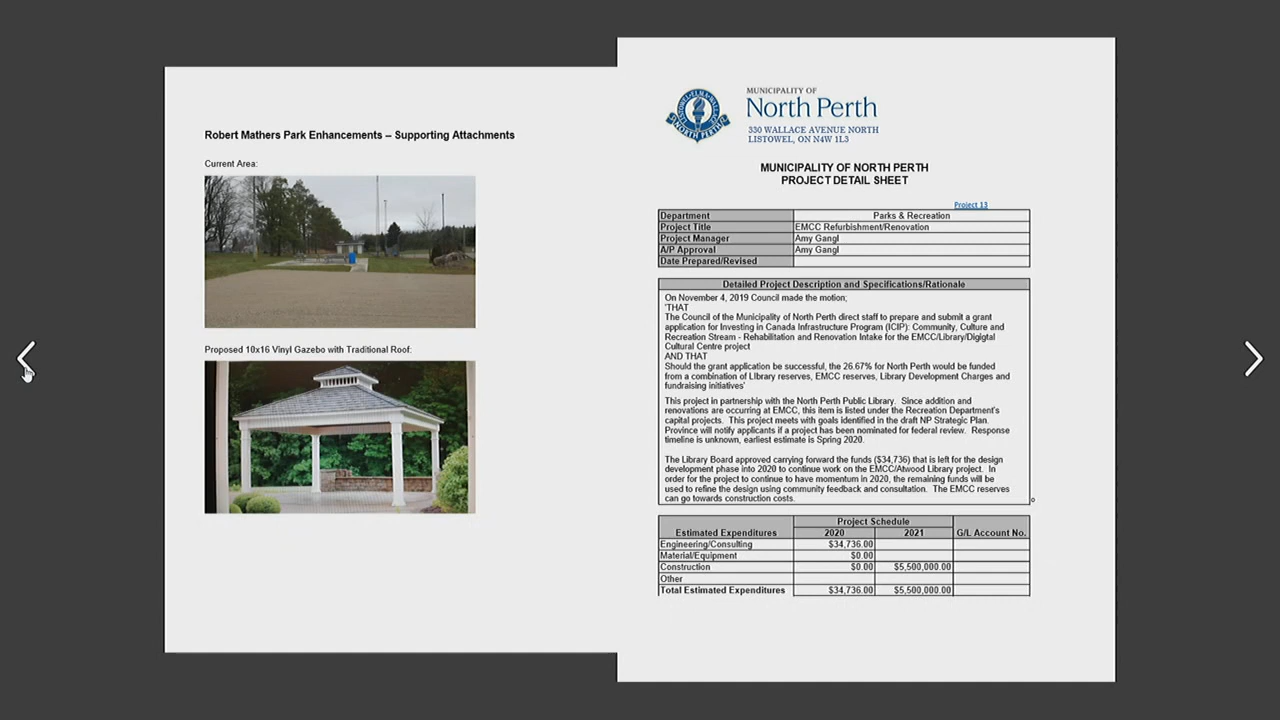 Robert Mathers Park Enhancements – Supporting Attachments
Current Area:
Proposed 10x16 Vinyl Gazebo with Traditional Roof:
NORTH PERTH
MUNICIPALITY OF
North Perth
330 WALLACE AVENUE NORTH
LISTOWEL, ON N4W 1L3
MUNICIPALITY OF NORTH PERTH
PROJECT DETAIL SHEET
Project 13
Department Parks & Recreation
Project Title EMCC Refurbishment/Renovation
Project Manager Amy Gangl
A/P Approval Amy Gangl
Date Prepared/Revised
Detailed Project Description and Specifications/Rationale
On November 4, 2019 Council made the motion;
'THAT
The Council of the Municipality of North Perth direct staff to prepare and submit a grant
application for Investing in Canada Infrastructure Program (ICIP): Community, Culture and
Recreation Stream - Rehabilitation and Renovation Intake for the EMCC/Library/Digigtal
Cultural Centre project
AND THAT
Should the grant application be successful, the 26.67% for North Perth would be funded
from a combination of Library reserves, EMCC reserves, Library Development Charges and
fundraising initiatives'
This project in partnership with the North Perth Public Library. Since addition and
renovations are occurring at EMCC, this item is listed under the Recreation Department's
capital projects. This project meets with goals identified in the draft NP Strategic Plan.
Province will notify applicants if a project has been nominated for federal review. Response
timeline is unknown, earliest estimate is Spring 2020.
The Library Board approved carrying forward the funds ($34,736) that is left for the design
development phase into 2020 to continue work on the EMCC/Atwood Library project. In
order for the project to continue to have momentum in 2020, the remaining funds will be
used to refine the design using community feedback and consultation. The EMCC reserves
can go towards construction costs.
Project Schedule
Estimated Expenditures 2020 2021 G/L Account No.
Engineering/Consulting $34,736.00
Material/Equipment $0.00
Construction $0.00 $5,500,000.00
Other
Total Estimated Expenditures $34,736.00 $5,500,000.00